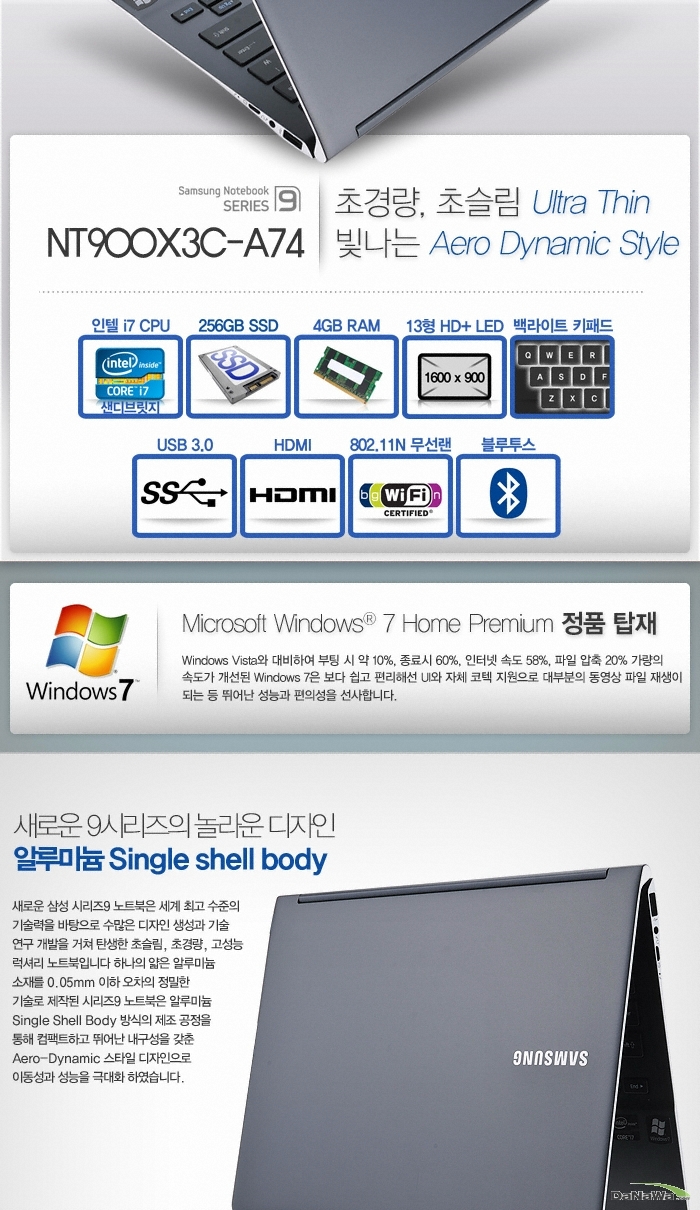 Samsung Notebook
SERIES 9
NT900X3C-A74
초경량, 초슬림 Ultra Thin
빛나는 Aero Dynamic Style
인텔 i7 CPU
256GB SSD
4GB RAM
13형 HD+ LED
백라이트 키패드
intel inside
CORE i7
샌디브릿지
SSD
1600 x 900
Q W E R
A S D F
Z X C
USB 3.0
HDMI
802.11N 무선랜
블루투스
SS
HDMI
b g WiFi n
CERTIFIED
Microsoft Windows® 7 Home Premium 정품 탑재
Windows 7
Windows Vista와 대비하여 부팅 시 약 10%, 종료시 60%, 인터넷 속도 58%, 파일 압축 20% 가량의
속도가 개선된 Windows 7은 보다 쉽고 편리해선 UI와 자체 코텍 지원으로 대부분의 동영상 파일 재생이
되는 등 뛰어난 성능과 편의성을 선사합니다.
새로운 9시리즈의 놀라운 디자인
알루미늄 Single shell body
새로운 삼성 시리즈9 노트북은 세계 최고 수준의
기술력을 바탕으로 수많은 디자인 생성과 기술
연구 개발을 거쳐 탄생한 초슬림, 초경량, 고성능
럭셔리 노트북입니다 하나의 얇은 알루미늄
소재를 0.05mm 이하 오차의 정밀한
기술로 제작된 시리즈9 노트북은 알루미늄
Single Shell Body 방식의 제조 공정을
통해 컴팩트하고 뛰어난 내구성을 갖춘
Aero-Dynamic 스타일 디자인으로
이동성과 성능을 극대화 하였습니다.
SAMSUNG
DaNaWa